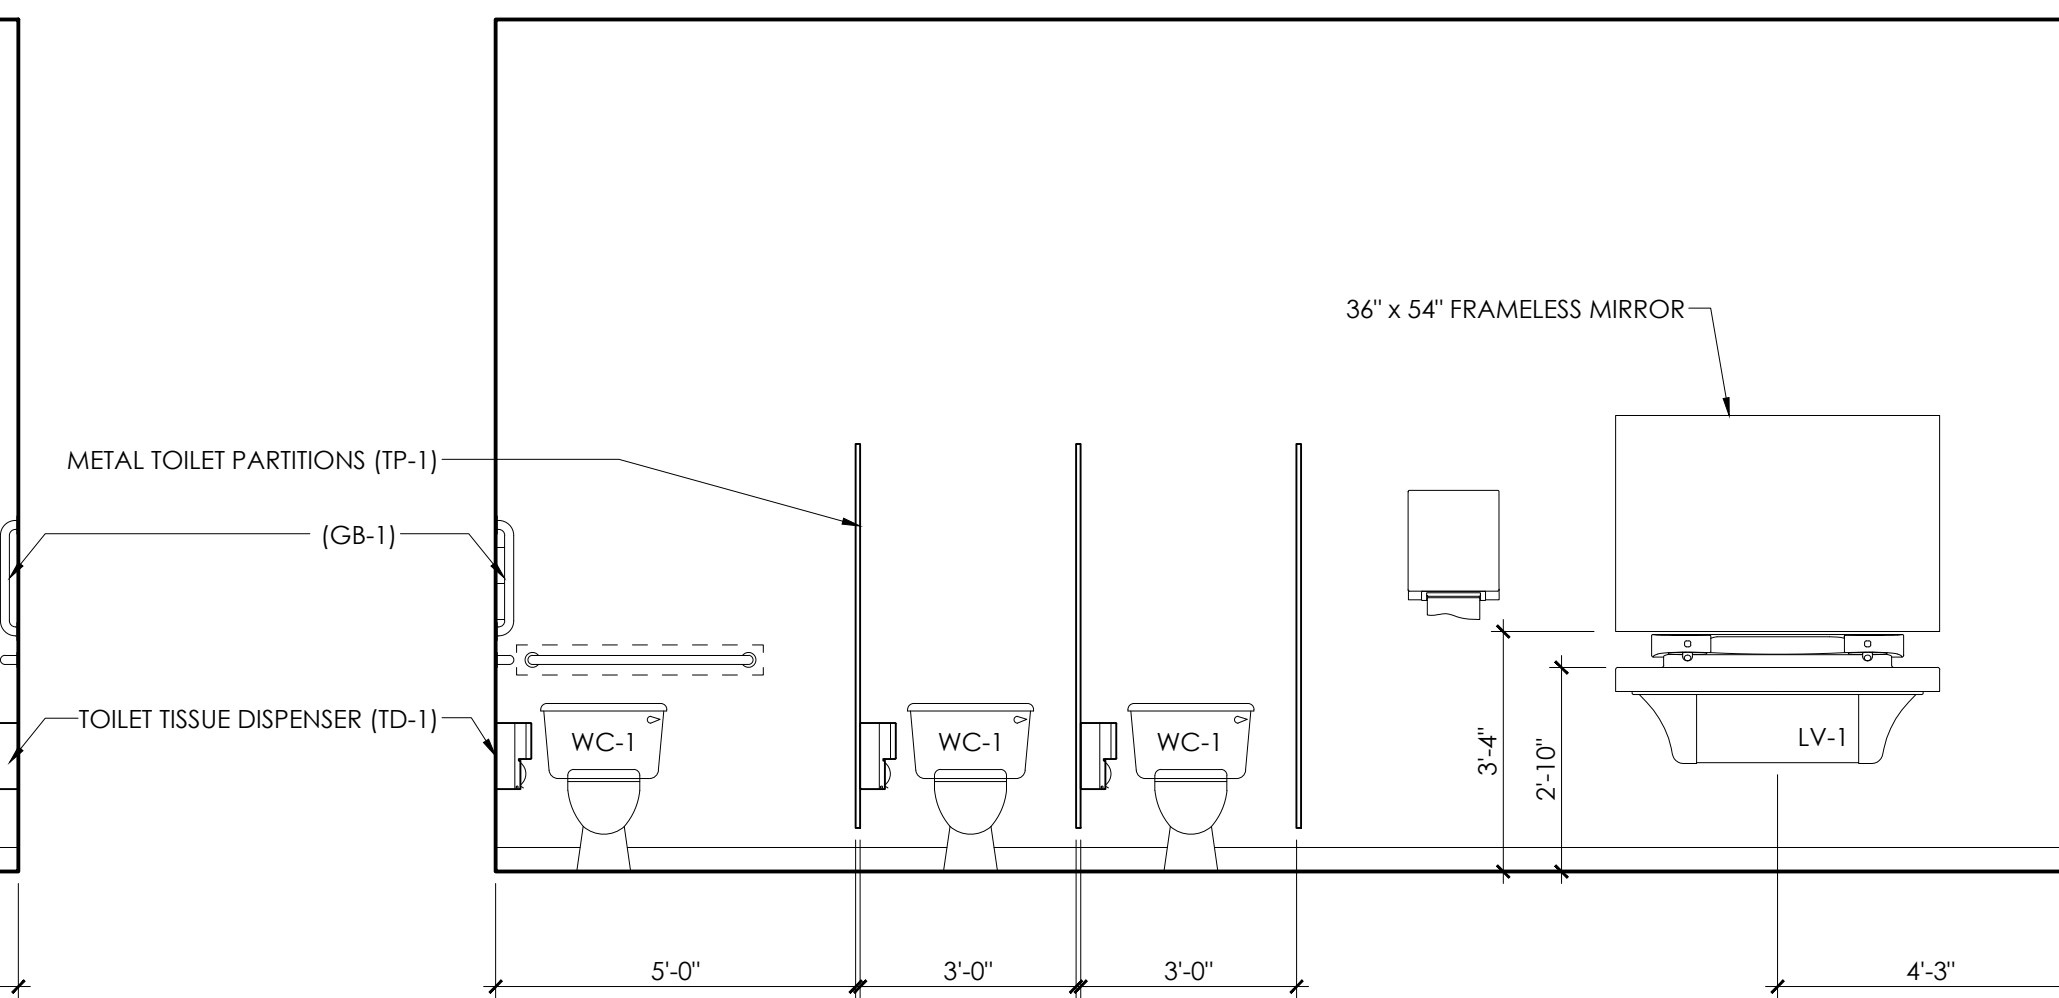 36" x 54" FRAMELESS MIRROR
METAL TOILET PARTITIONS (TP-1)
(GB-1)
TOILET TISSUE DISPENSER (TD-1)
WC-1
WC-1
WC-1
LV-1
3'-4"
2'-10"
5'-0"
3'-0"
3'-0"
4'-3"